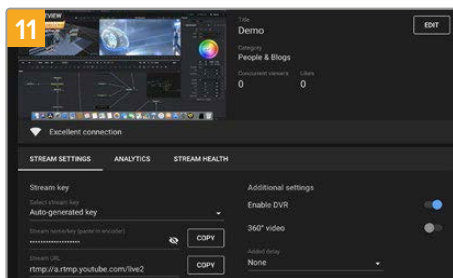 11
Title
Demo
EDIT
Category
People & Blogs
Concurrent viewers Likes
0 0
Excellent connection
STREAM SETTINGS ANALYTICS STREAM HEALTH
Stream key
Select stream key
Auto-generated key
Stream name/key (paste in encoder)
COPY
Stream URL
rtmp://a.rtmp.youtube.com/live2
COPY
Additional settings
Enable DVR
360° video
Added delay
None